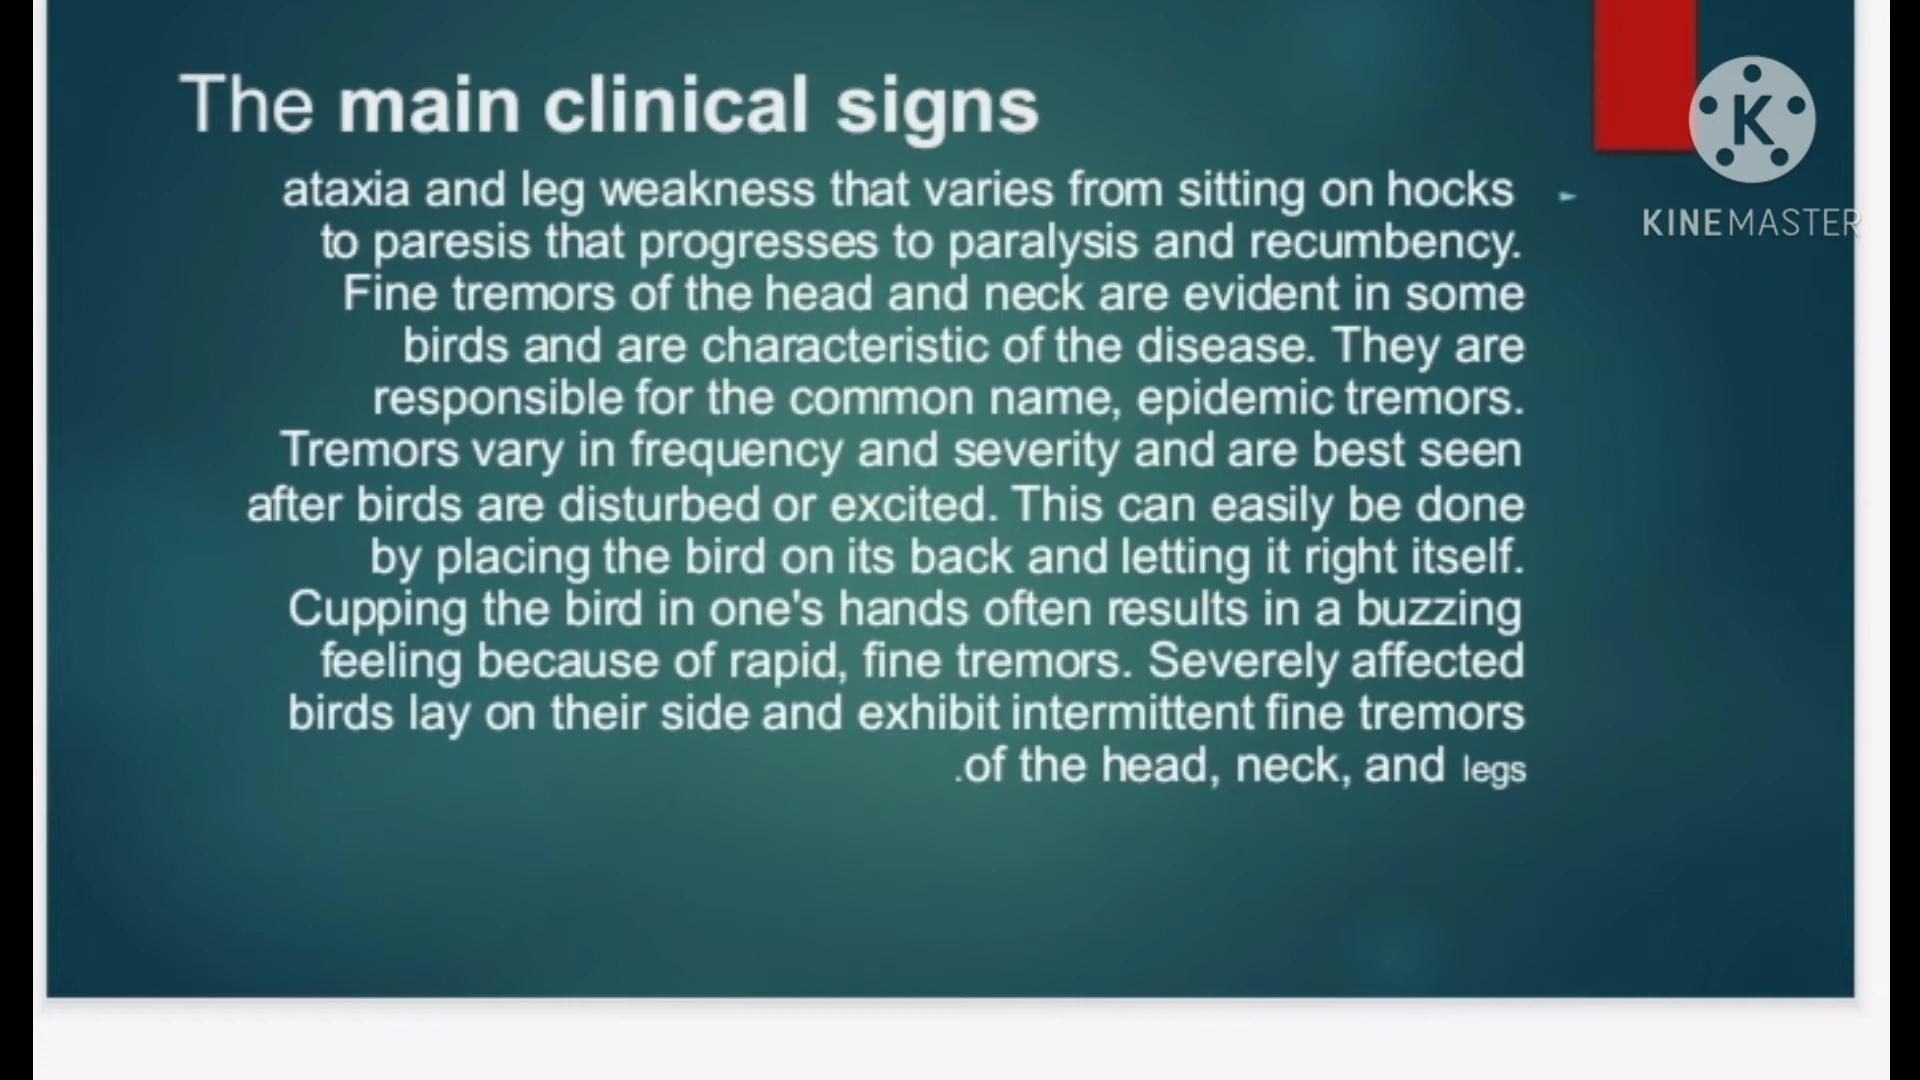 The main clinical signs
ataxia and leg weakness that varies from sitting on hocks
to paresis that progresses to paralysis and recumbency.
Fine tremors of the head and neck are evident in some
birds and are characteristic of the disease. They are
responsible for the common name, epidemic tremors.
Tremors vary in frequency and severity and are best seen
after birds are disturbed or excited. This can easily be done
by placing the bird on its back and letting it right itself.
Cupping the bird in one's hands often results in a buzzing
feeling because of rapid, fine tremors. Severely affected
birds lay on their side and exhibit intermittent fine tremors
.of the head, neck, and legs
K
KINEMASTER